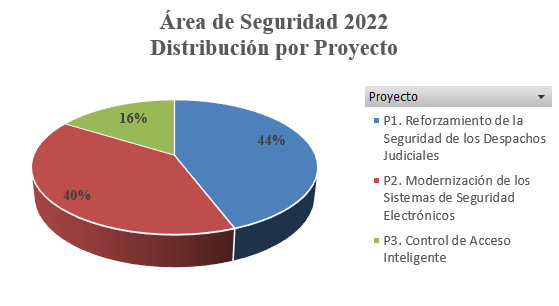 Área de Seguridad 2022
Distribución por Proyecto
16%
44%
40%
Proyecto
P1. Reforzamiento de la
Seguridad de los Despachos
Judiciales
P2. Modernización de los
Sistemas de Seguridad
Electrónicos
P3. Control de Acceso
Inteligente